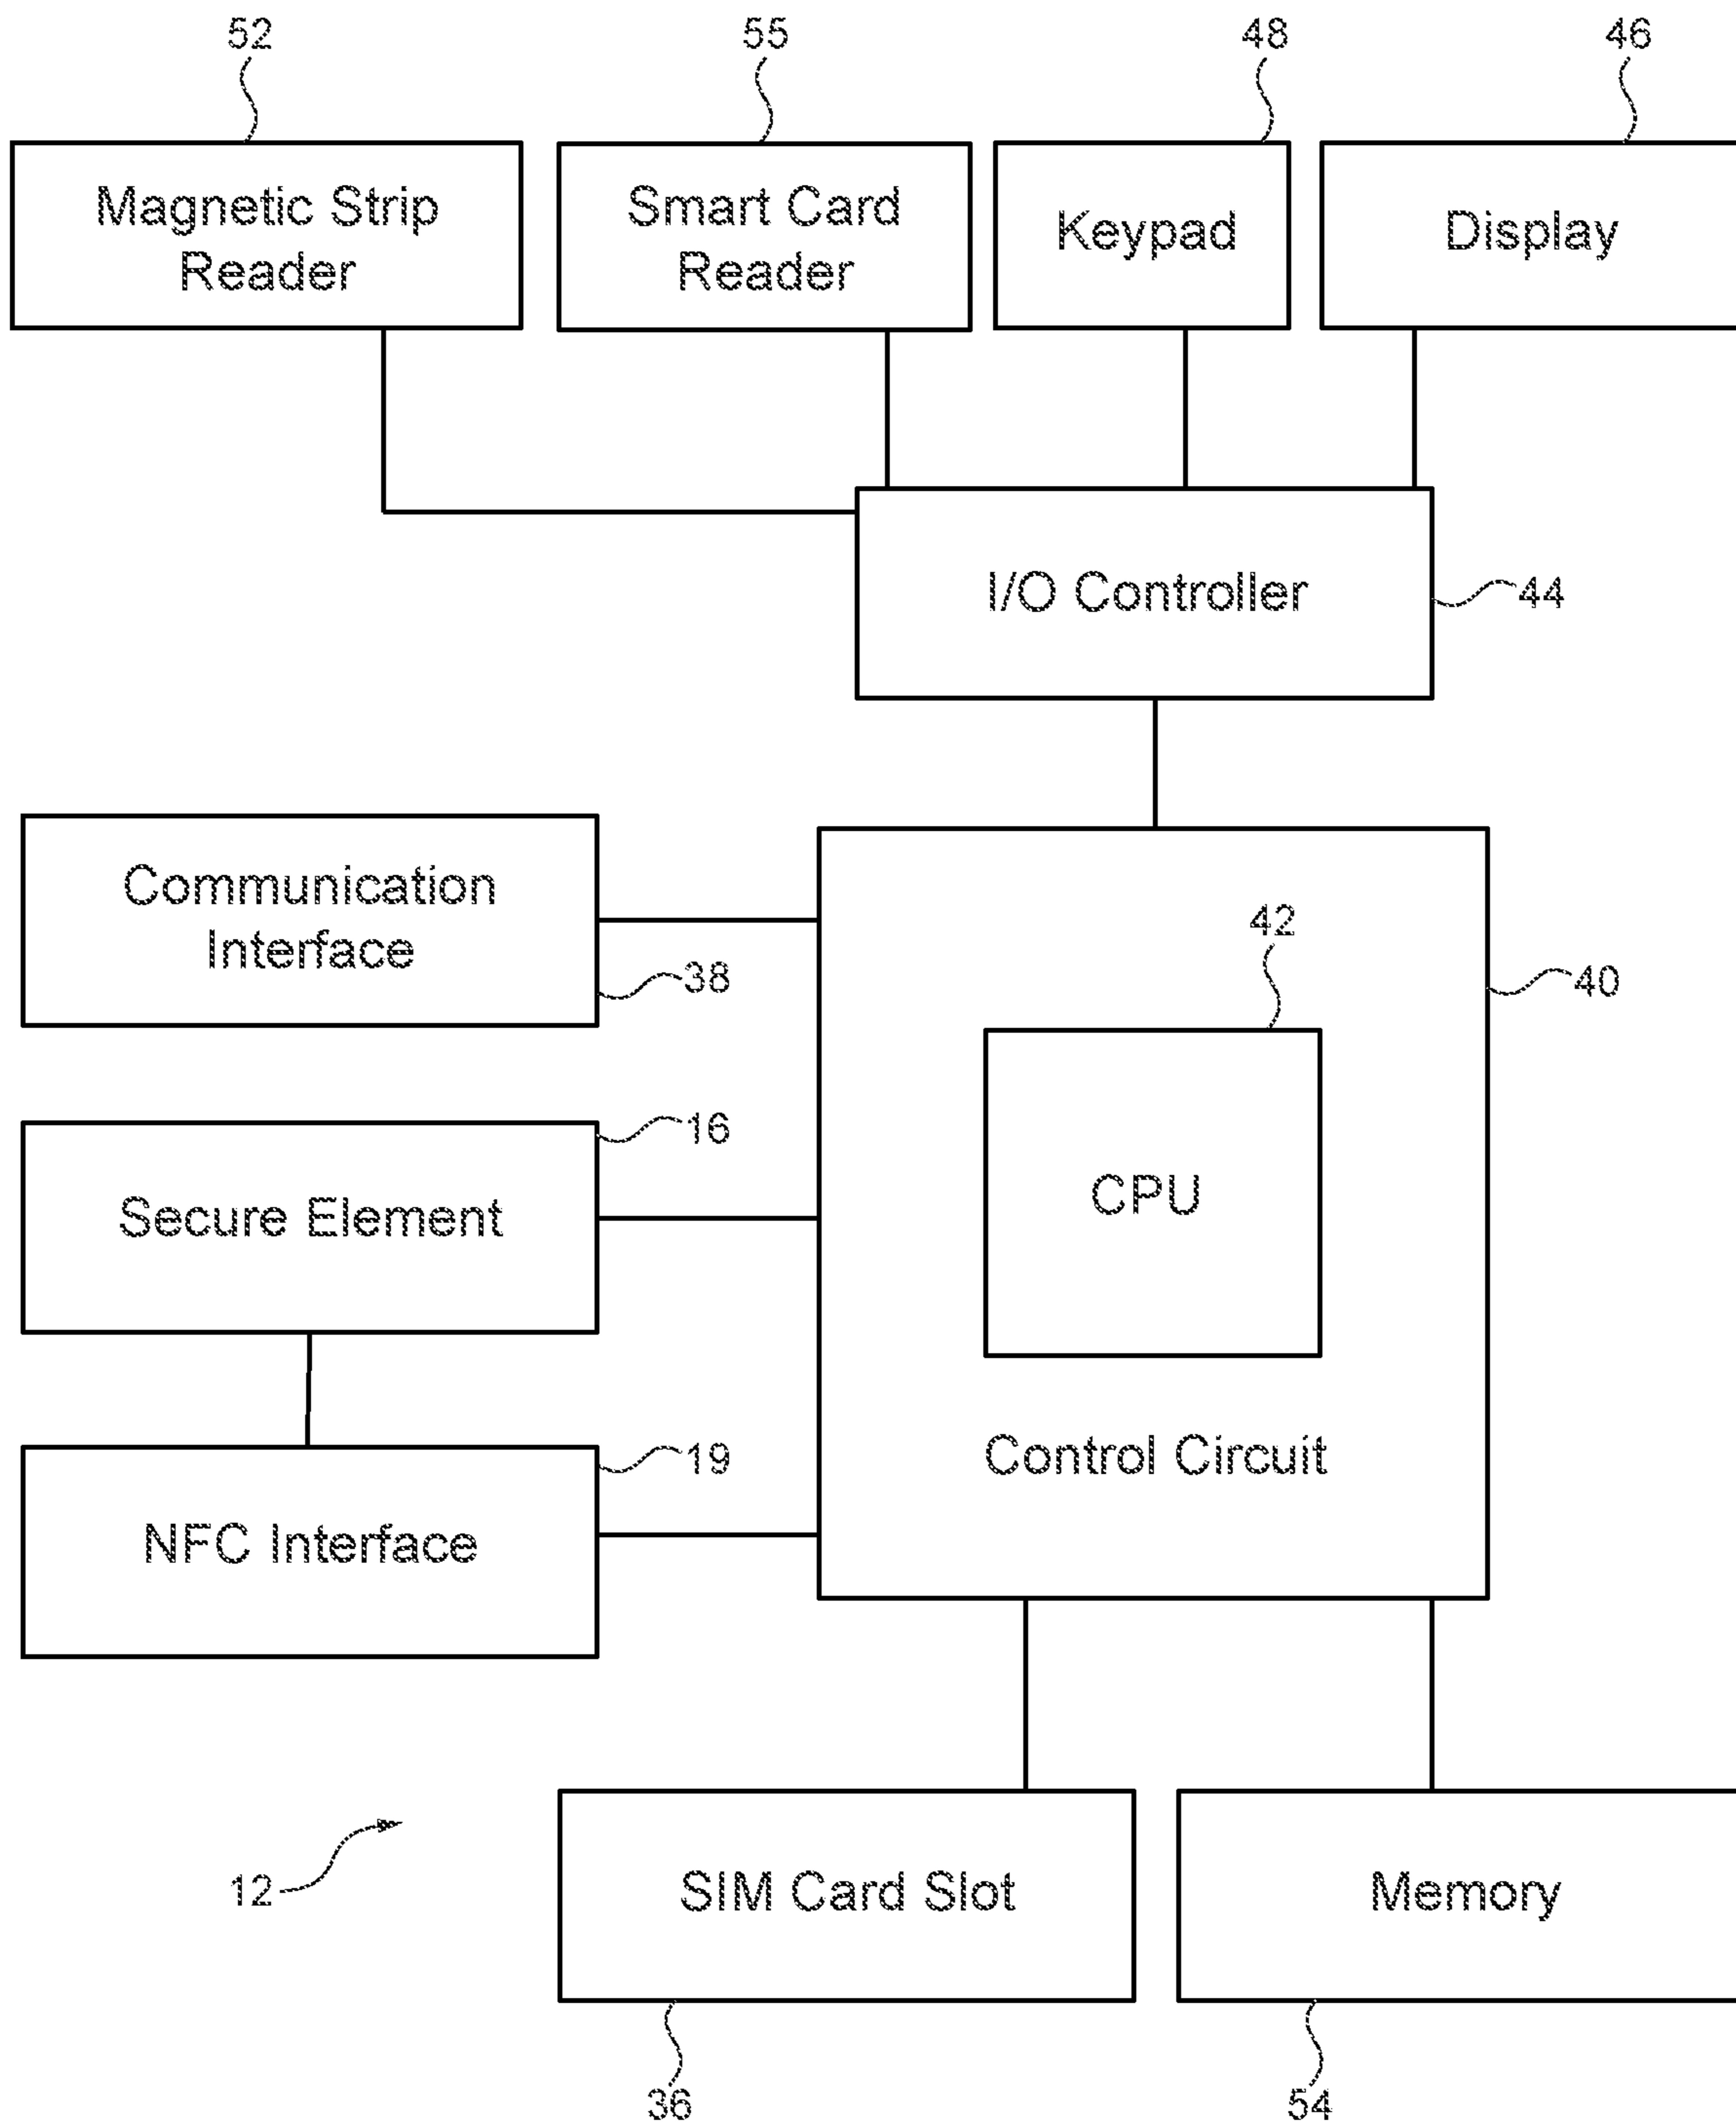 52
55
48
46
Magnetic Strip
Reader
Smart Card
Reader
Keypad
Display
I/O Controller
44
Communication
Interface
38
42
40
16
Secure Element
CPU
19
NFC Interface
Control Circuit
12
SIM Card Slot
Memory
36
54